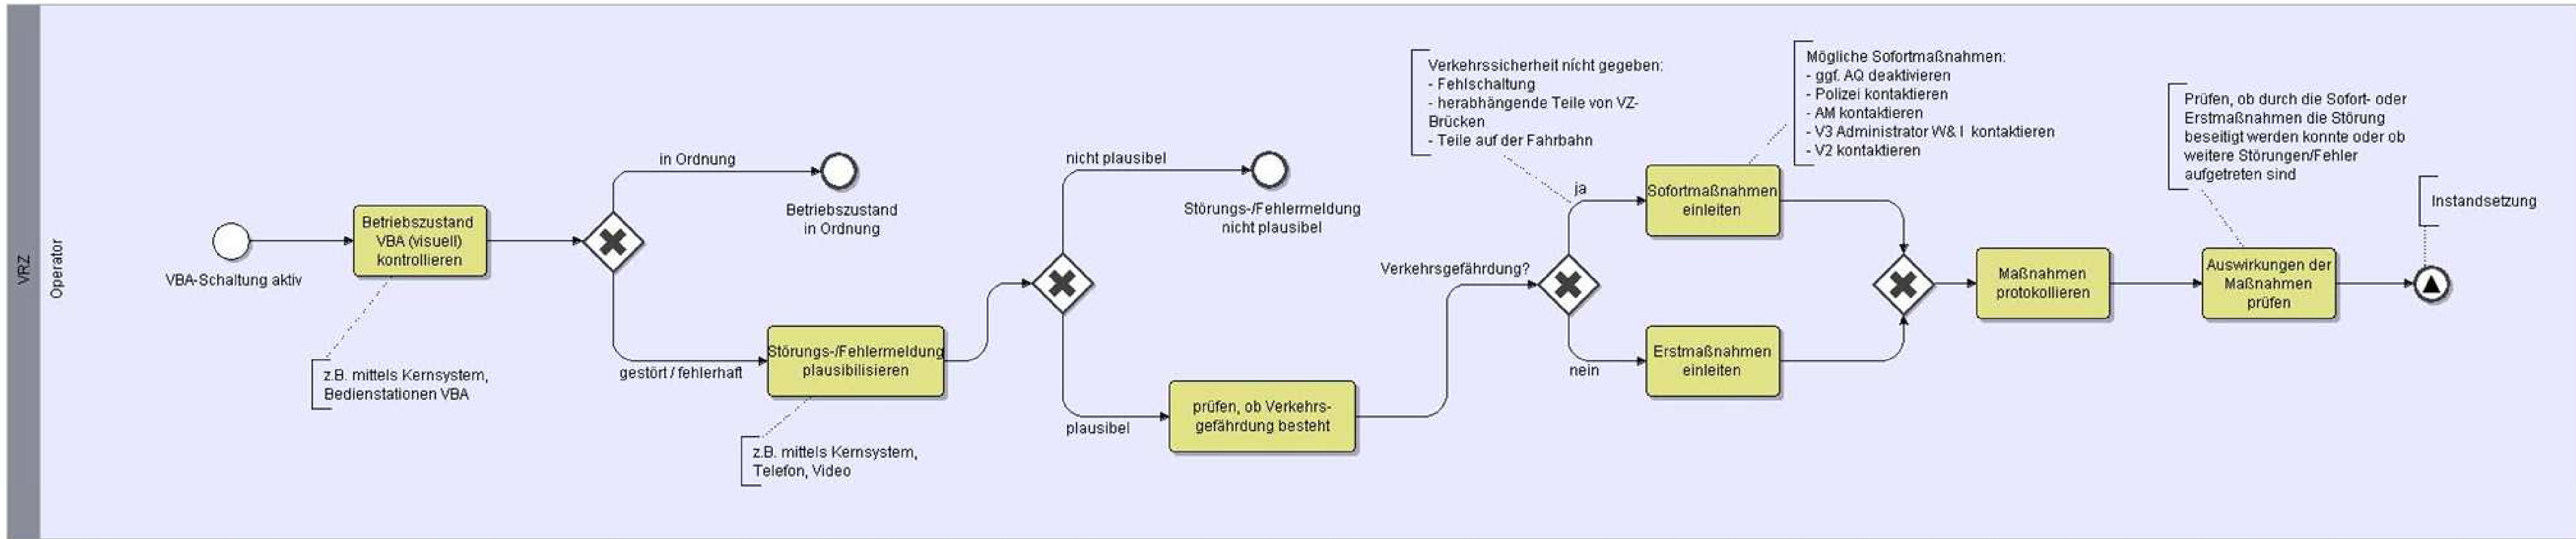 VRZ
Operator
VBA-Schaltung aktiv
Betriebszustand
VBA (visuell)
kontrollieren
z.B. mittels Kernsystem,
Bedienstationen VBA
in Ordnung
Betriebszustand
in Ordnung
gestört / fehlerhaft
Störungs-/Fehlermeldung
plausibilisieren
z.B. mittels Kernsystem,
Telefon, Video
nicht plausibel
Störungs-/Fehlermeldung
nicht plausibel
plausibel
prüfen, ob Verkehrs-
gefährdung besteht
Verkehrsgefährdung?
Verkehrssicherheit nicht gegeben:
- Fehlschaltung
- herabhängende Teile von VZ-
Brücken
- Teile auf der Fahrbahn
ja
Sofortmaßnahmen
einleiten
Mögliche Sofortmaßnahmen:
- ggf. AQ deaktivieren
- Polizei kontaktieren
- AM kontaktieren
- V3 Administrator W& I kontaktieren
- V2 kontaktieren
nein
Erstmaßnahmen
einleiten
Maßnahmen
protokollieren
Prüfen, ob durch die Sofort- oder
Erstmaßnahmen die Störung
beseitigt werden konnte oder ob
weitere Störungen/Fehler
aufgetreten sind
Auswirkungen der
Maßnahmen
prüfen
Instandsetzung